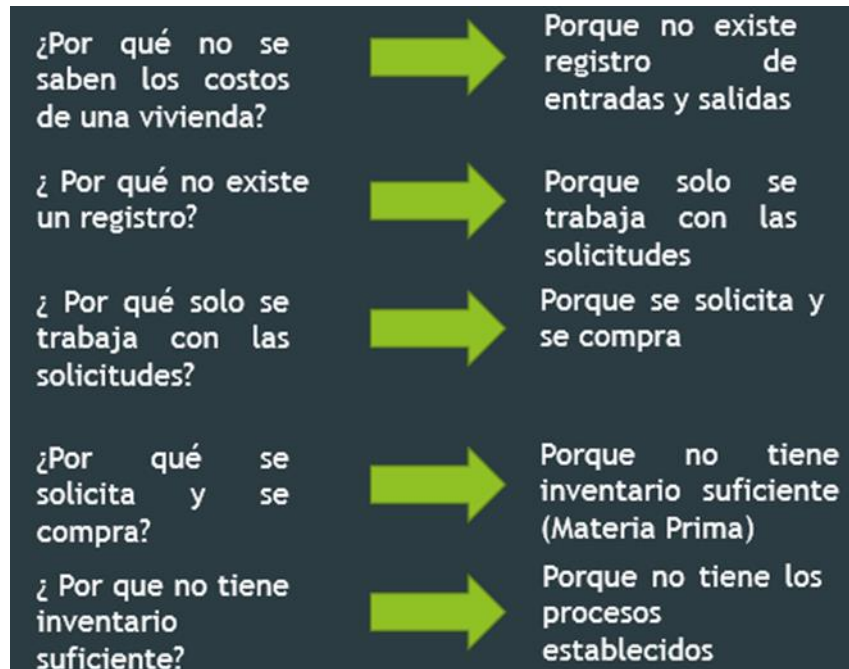 ¿Por qué no se
saben los costos
de una vivienda?
Porque no existe
registro de
entradas y salidas
¿ Por qué no existe
un registro?
Porque solo se
trabaja con las
solicitudes
¿ Por qué solo se
trabaja con las
solicitudes?
Porque se solicita y
se compra
¿Por qué se
solicita y se
compra?
Porque no tiene
inventario suficiente
(Materia Prima)
¿ Por que no tiene
inventario
suficiente?
Porque no tiene los
procesos
establecidos